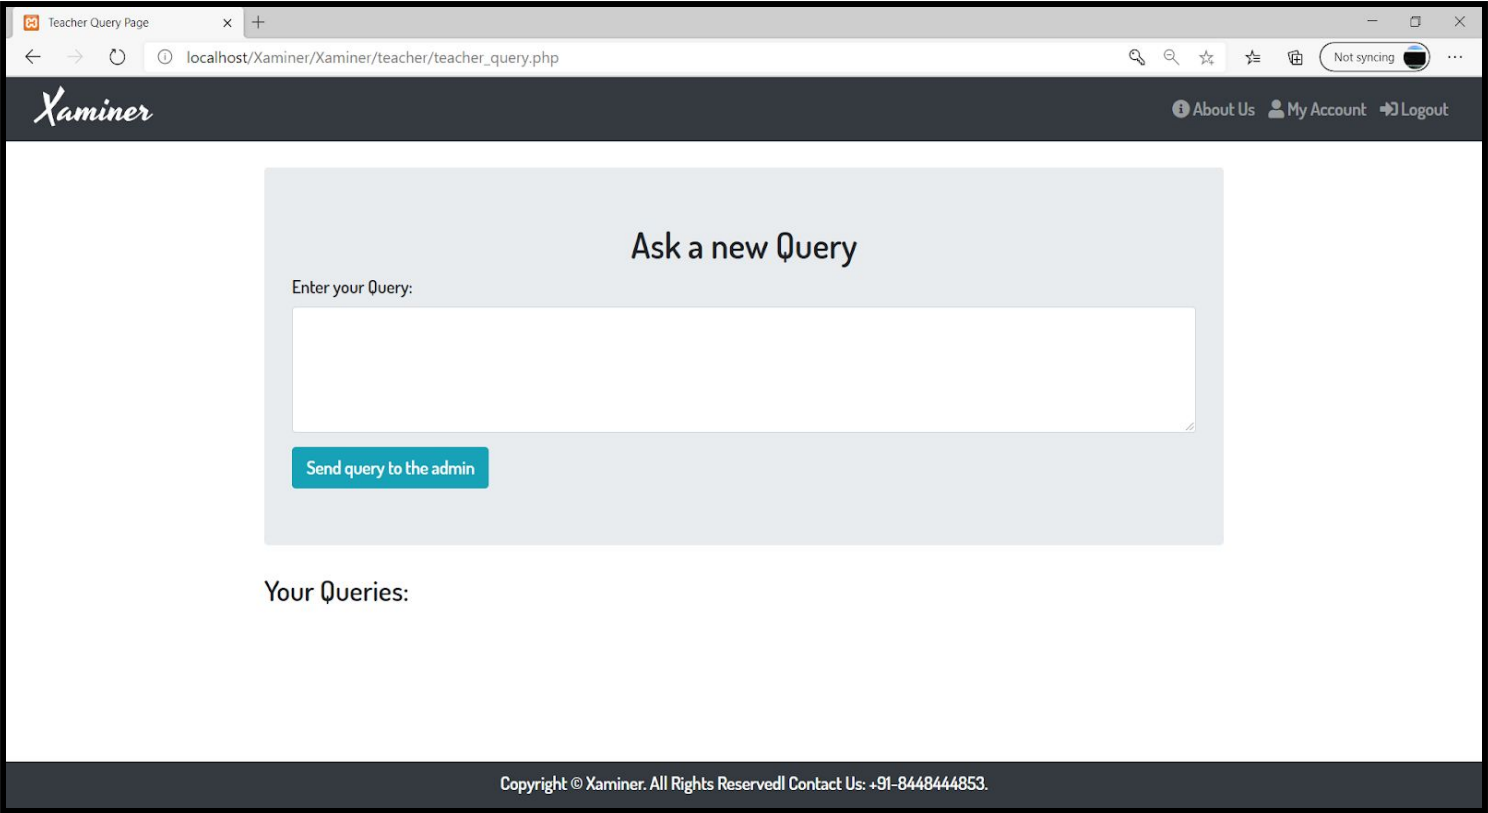 Teacher Query Page
localhost/Xaminer/Xaminer/teacher/teacher_query.php
Not syncing
Xaminer
About Us My Account Logout
Ask a new Query
Enter your Query:
Send query to the admin
Your Queries:
Copyright © Xaminer. All Rights Reserved| Contact Us: +91-8448444853.